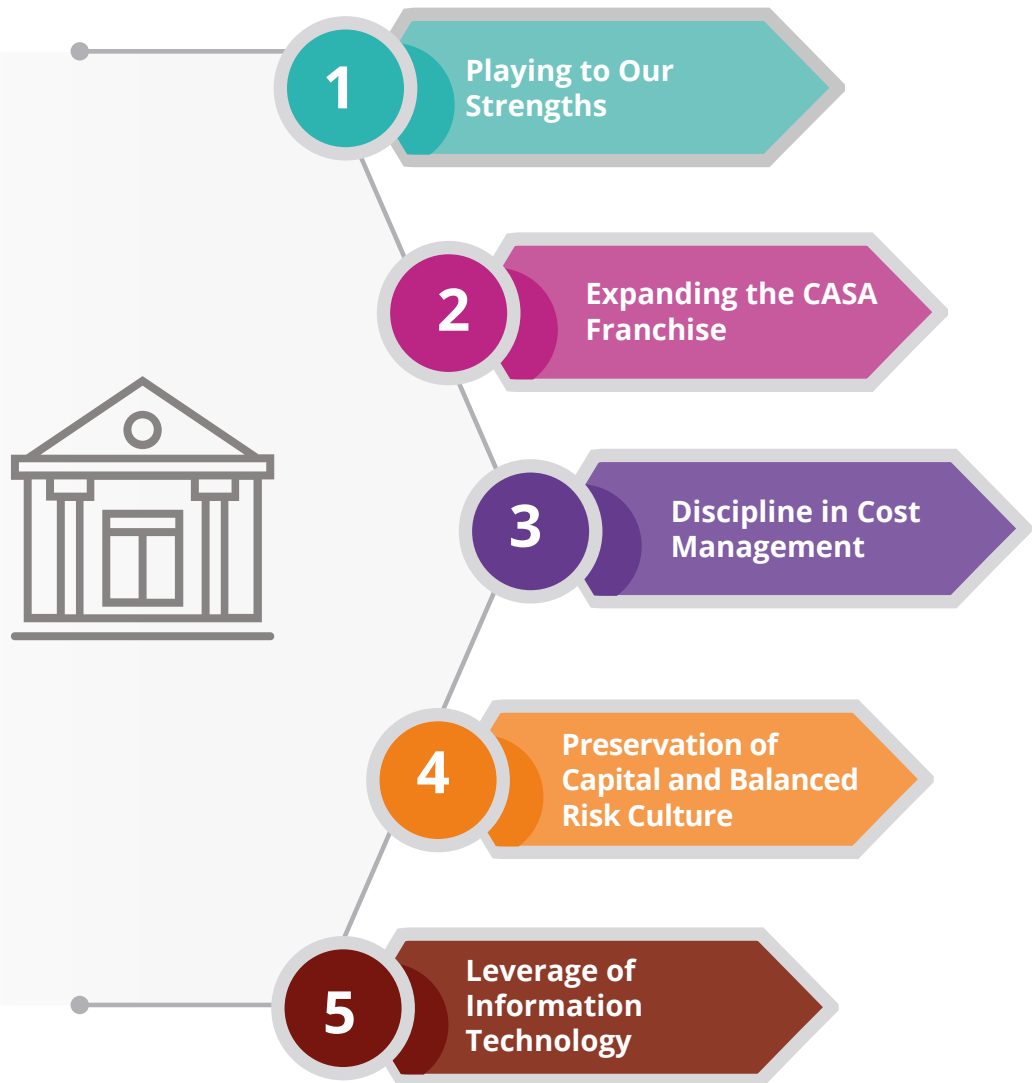 1
Playing to Our
Strengths
2
Expanding the CASA
Franchise
3
Discipline in Cost
Management
4
Preservation of
Capital and Balanced
Risk Culture
5
Leverage of
Information
Technology